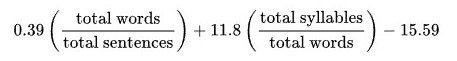 0.39 ( total words / total sentences ) + 11.8 ( total syllables / total words ) − 15.59